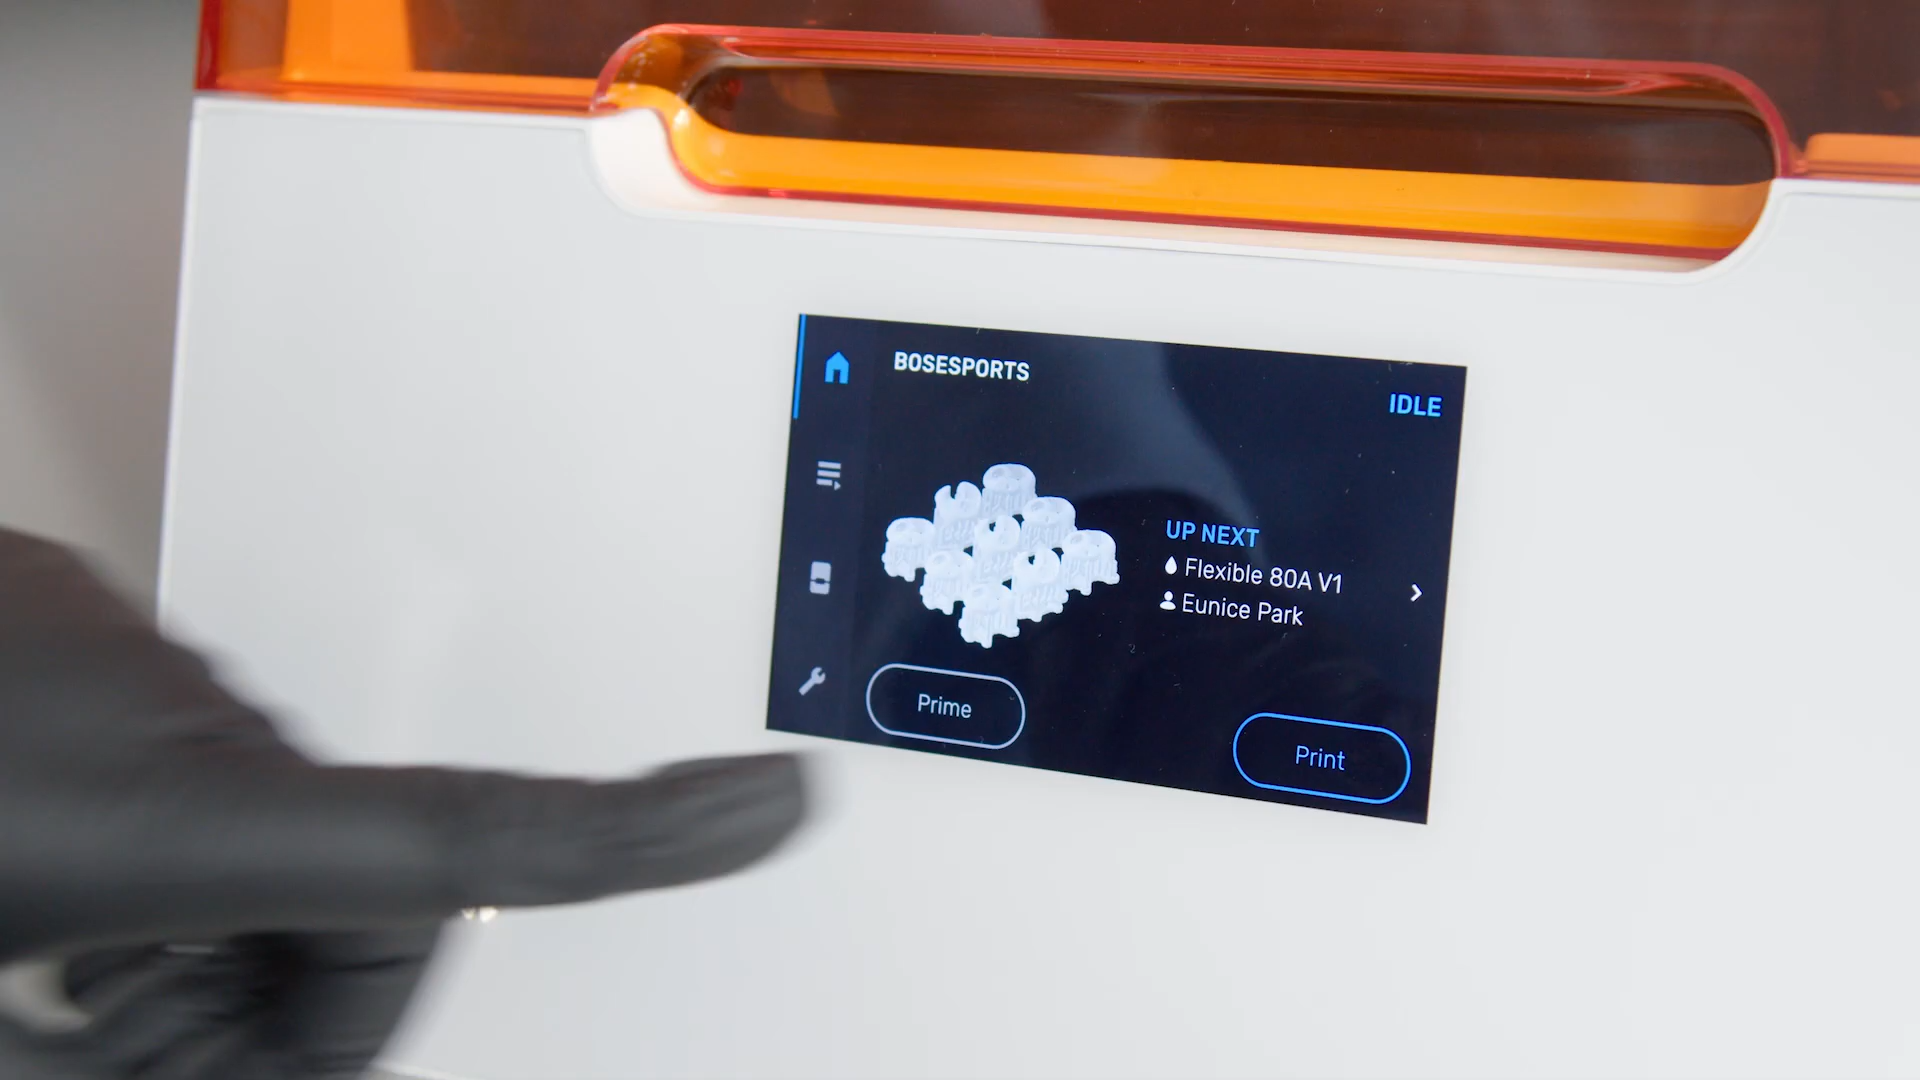 BOSESPORTS
IDLE
UP NEXT
Flexible 80A V1
Eunice Park
Prime
Print